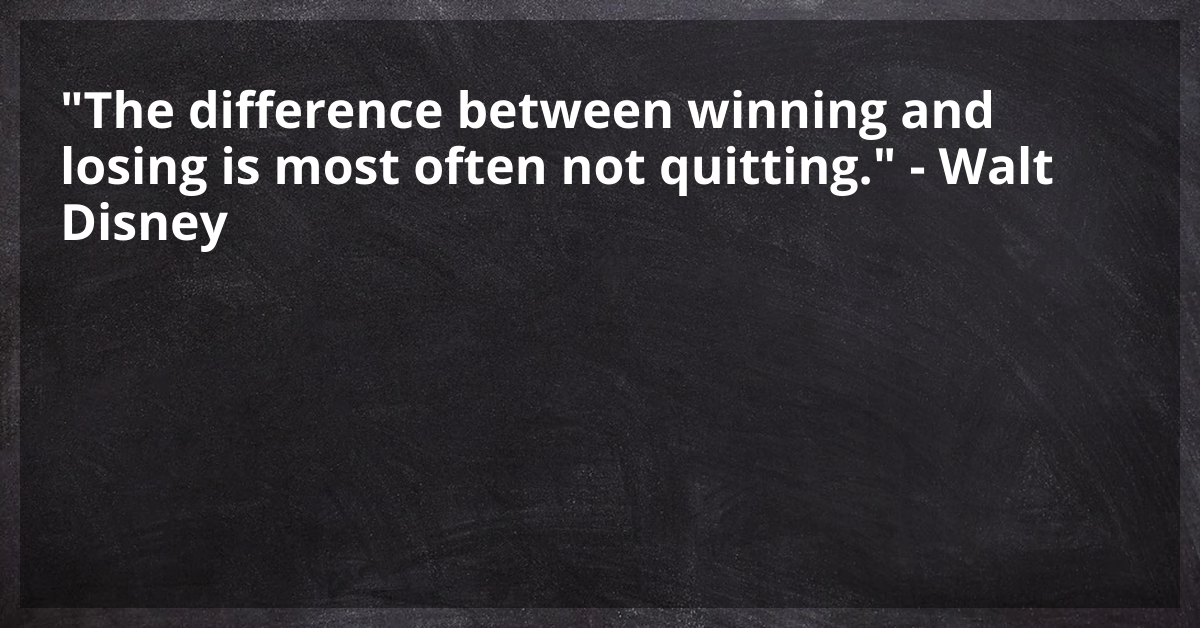 "The difference between winning and
losing is most often not quitting." - Walt
Disney